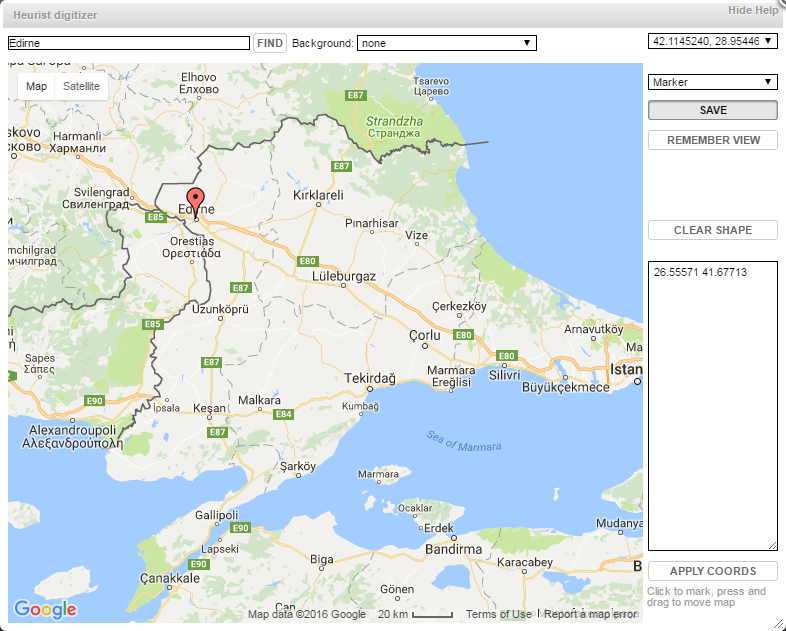 Heurist digitizer
Hide Help
Edirne
FIND
Background:
none
42.1145240, 28.95446
Map
Satellite
Marker
SAVE
REMEMBER VIEW
CLEAR SHAPE
26.55571 41.67713
APPLY COORDS
Click to mark, press and
drag to move map
Elhovo
Елхово
Tsarevo
Царево
E87
Strandzha
Странджа
Harmanli
Харманли
E87
Svilengrad
Свиленград
Kırklareli
Edirne
E85
Pınarhisar
Vize
Orestias
Ορεστιάδα
E80
Lüleburgaz
E87
Uzunköprü
Çerkezköy
E85
Çorlu
E80
Arnavutköy
Sapes
Σάπες
E87
E80
Marmara
Ereğlisi
Silivri
Istan
Büyükçekmece
Tekirdağ
E90
İpsala
Keşan
Malkara
E84
Kumbağ
Alexandroupoli
Αλεξανδρούπολη
E87
Sea of Marmara
Şarköy
Marmara
Gallipoli
Ocaklar
E90
Erdek
Mudanya
Lapseki
Bandirma
E90
Biga
Karacabey
Çanakkale
Gönen
Google
Map data ©2016 Google
20 km
Terms of Use
Report a map error